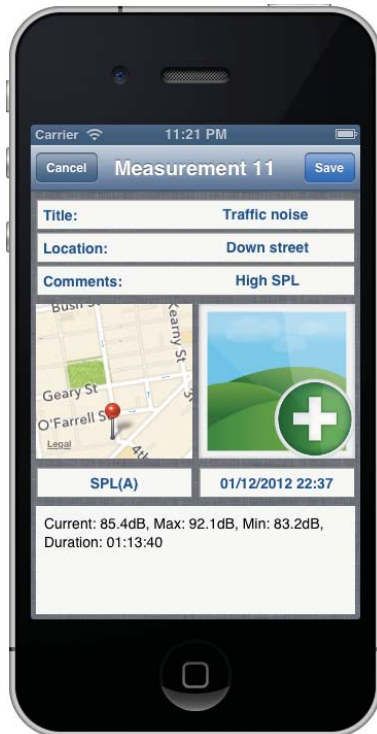 Carrier 11:21 PM
Cancel Measurement 11 Save
Title: Traffic noise
Location: Down street
Comments: High SPL
Bush St
Kearny St
Geary St
O'Farrell S
4th
Legal
SPL(A) 01/12/2012 22:37
Current: 85.4dB, Max: 92.1dB, Min: 83.2dB,
Duration: 01:13:40